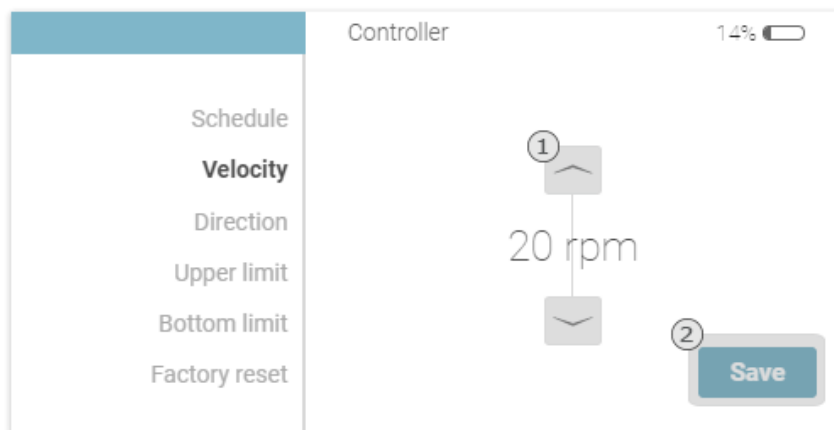 Controller
14%
Schedule
Velocity
Direction
Upper limit
Bottom limit
Factory reset
1
20 rpm
2
Save